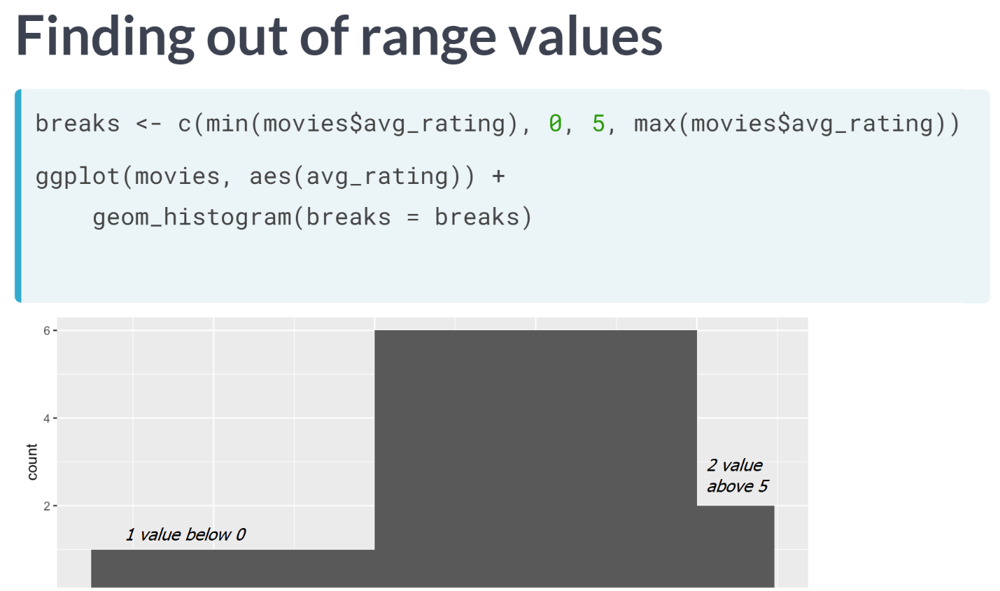 Finding out of range values
breaks <- c(min(movies$avg_rating), 0, 5, max(movies$avg_rating))
ggplot(movies, aes(avg_rating)) +
    geom_histogram(breaks = breaks)
6
4
count
2 value
above 5
2
1 value below 0